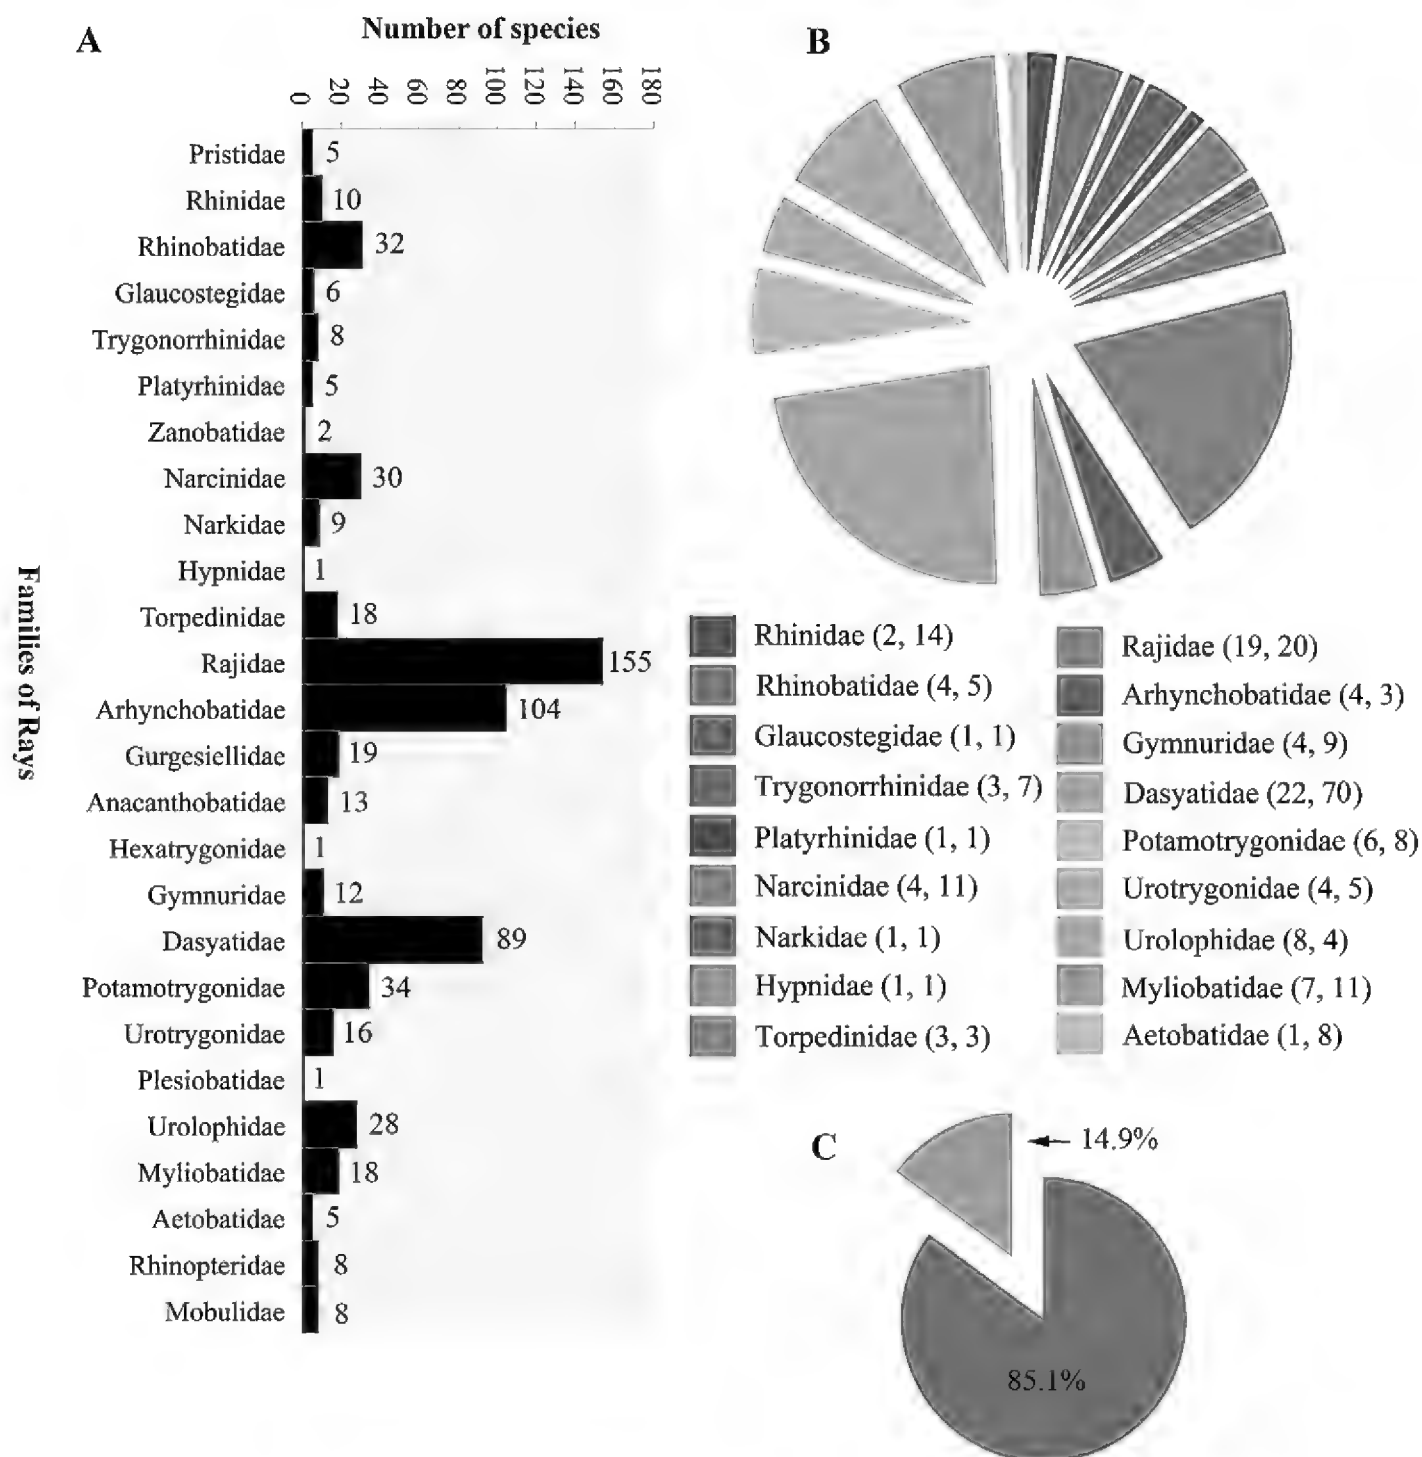 A
Number of species
0 20 40 60 80 100 120 140 160 180
Families of Rays
Pristidae 5
Rhinidae 10
Rhinobatidae 32
Glaucostegidae 6
Trygonorrhinidae 8
Platyrhinidae 5
Zanobatidae 2
Narcinidae 30
Narkidae 9
Hypnidae 1
Torpedinidae 18
Rajidae 155
Arhynchobatidae 104
Gurgesiellidae 19
Anacanthobatidae 13
Hexatrygonidae 1
Gymnuridae 12
Dasyatidae 89
Potamotrygonidae 34
Urotrygonidae 16
Plesiobatidae 1
Urolophidae 28
Myliobatidae 18
Aetobatidae 5
Rhinopteridae 8
Mobulidae 8
B
Rhinidae (2, 14)
Rhinobatidae (4, 5)
Glaucostegidae (1, 1)
Trygonorrhinidae (3, 7)
Platyrhinidae (1, 1)
Narcinidae (4, 11)
Narkidae (1, 1)
Hypnidae (1, 1)
Torpedinidae (3, 3)
Rajidae (19, 20)
Arhynchobatidae (4, 3)
Gymnuridae (4, 9)
Dasyatidae (22, 70)
Potamotrygonidae (6, 8)
Urotrygonidae (4, 5)
Urolophidae (8, 4)
Myliobatidae (7, 11)
Aetobatidae (1, 8)
C
14.9%
85.1%